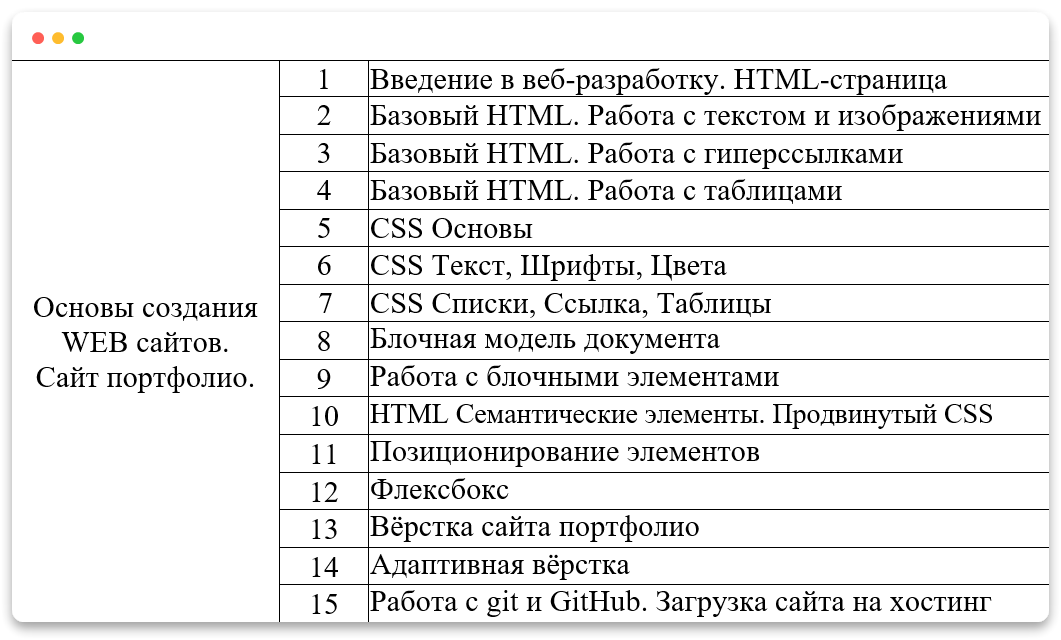 Основы создания
WEB сайтов.
Сайт портфолио.
1 Введение в веб-разработку. HTML-страница
2 Базовый HTML. Работа с текстом и изображениями
3 Базовый HTML. Работа с гиперссылками
4 Базовый HTML. Работа с таблицами
5 CSS Основы
6 CSS Текст, Шрифты, Цвета
7 CSS Списки, Ссылка, Таблицы
8 Блочная модель документа
9 Работа с блочными элементами
10 HTML Семантические элементы. Продвинутый CSS
11 Позиционирование элементов
12 Флексбокс
13 Вёрстка сайта портфолио
14 Адаптивная вёрстка
15 Работа с git и GitHub. Загрузка сайта на хостинг